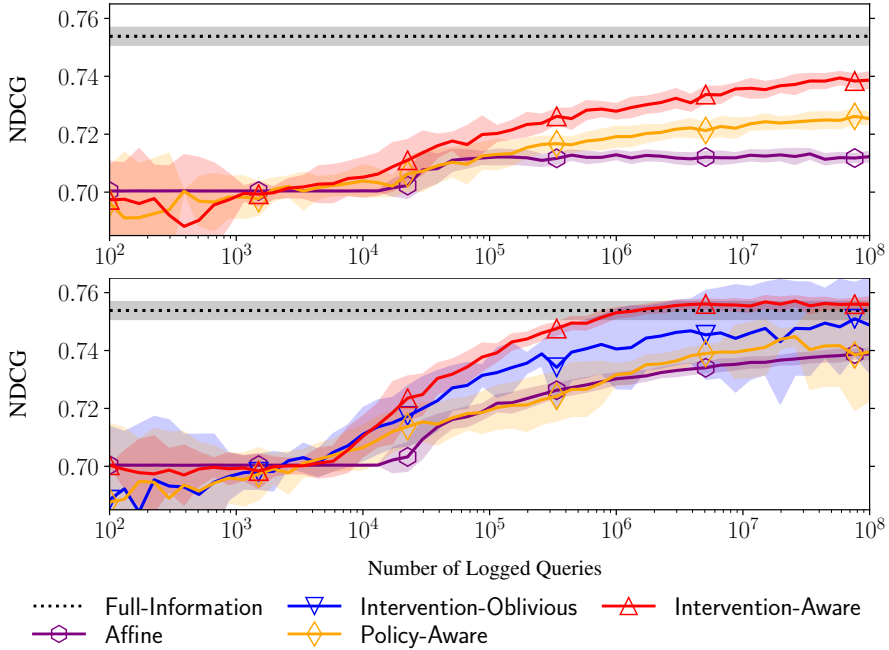 0.76
0.74
0.72
0.70
NDCG
10^2 10^3 10^4 10^5 10^6 10^7 10^8
0.76
0.74
0.72
0.70
NDCG
10^2 10^3 10^4 10^5 10^6 10^7 10^8
Number of Logged Queries
Full-Information Intervention-Oblivious Intervention-Aware
Affine Policy-Aware